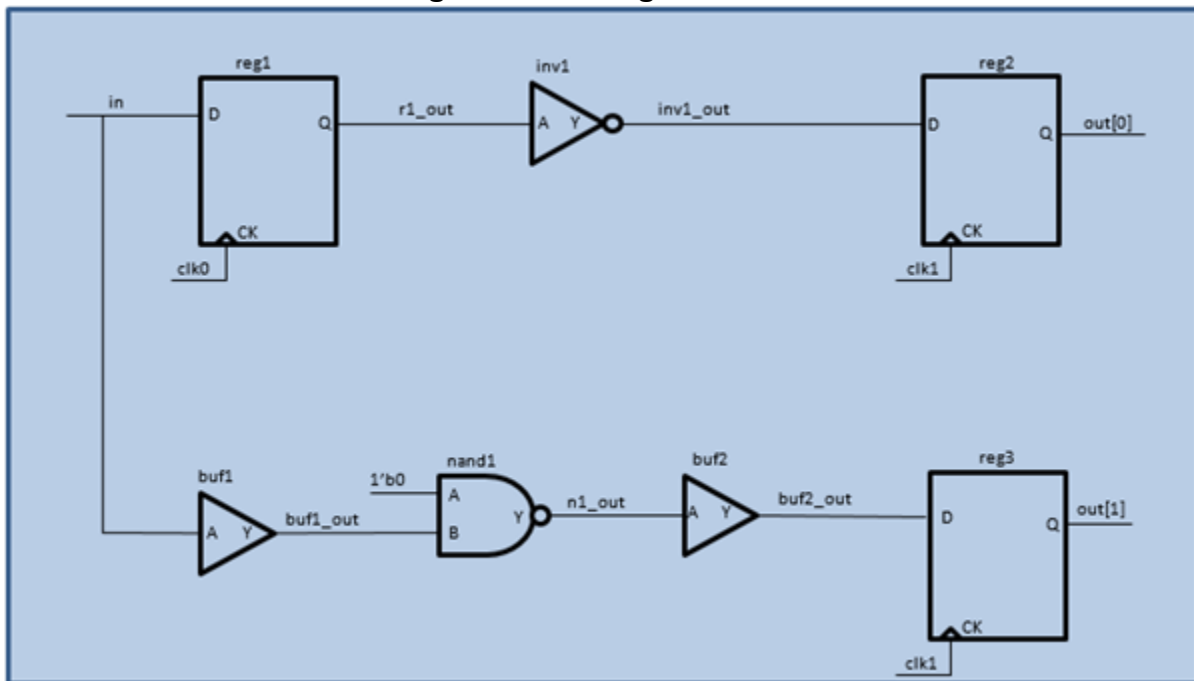 reg1
inv1
reg2
in
D
Q
r1_out
A Y
inv1_out
D
Q
out[0]
CK
clk0
CK
clk1
buf1
nand1
buf2
reg3
1'b0
A
B
Y
n1_out
A Y
buf2_out
D
Q
out[1]
A Y
buf1_out
CK
clk1